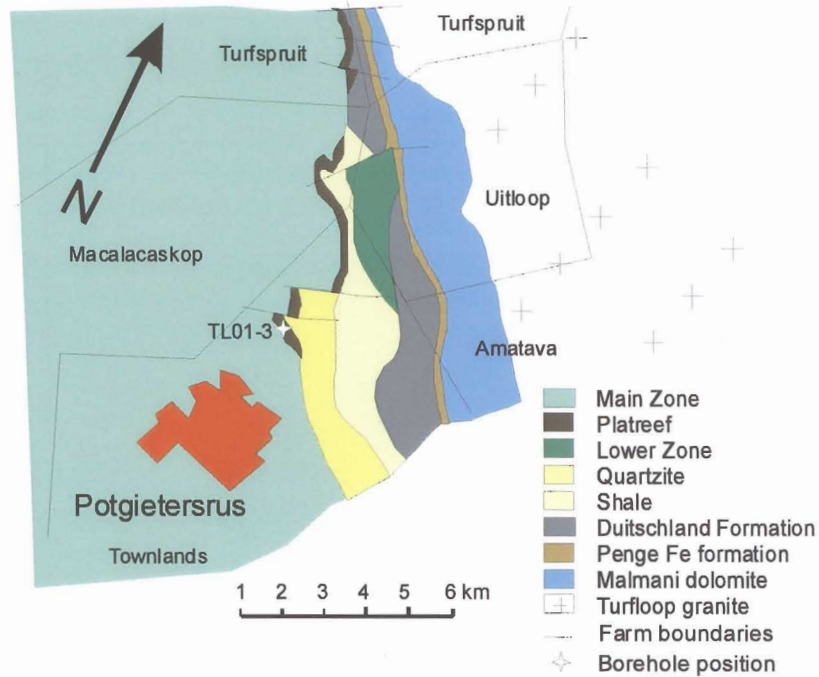 Turfspruit
Turfspruit
N
Uitloop
Macalacaskop
TL01-3
Amatava
Potgietersrus
Townlands
1 2 3 4 5 6 km
Main Zone
Platreef
Lower Zone
Quartzite
Shale
Duitschland Formation
Penge Fe formation
Malmani dolomite
Turfloop granite
Farm boundaries
Borehole position